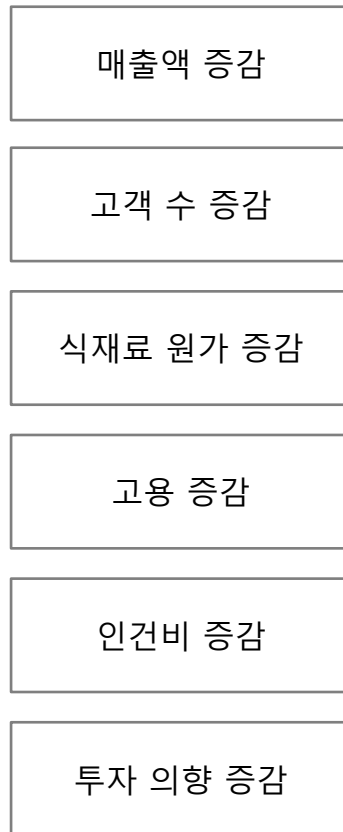 매출액 증감
고객 수 증감
식재료 원가 증감
고용 증감
인건비 증감
투자 의향 증감